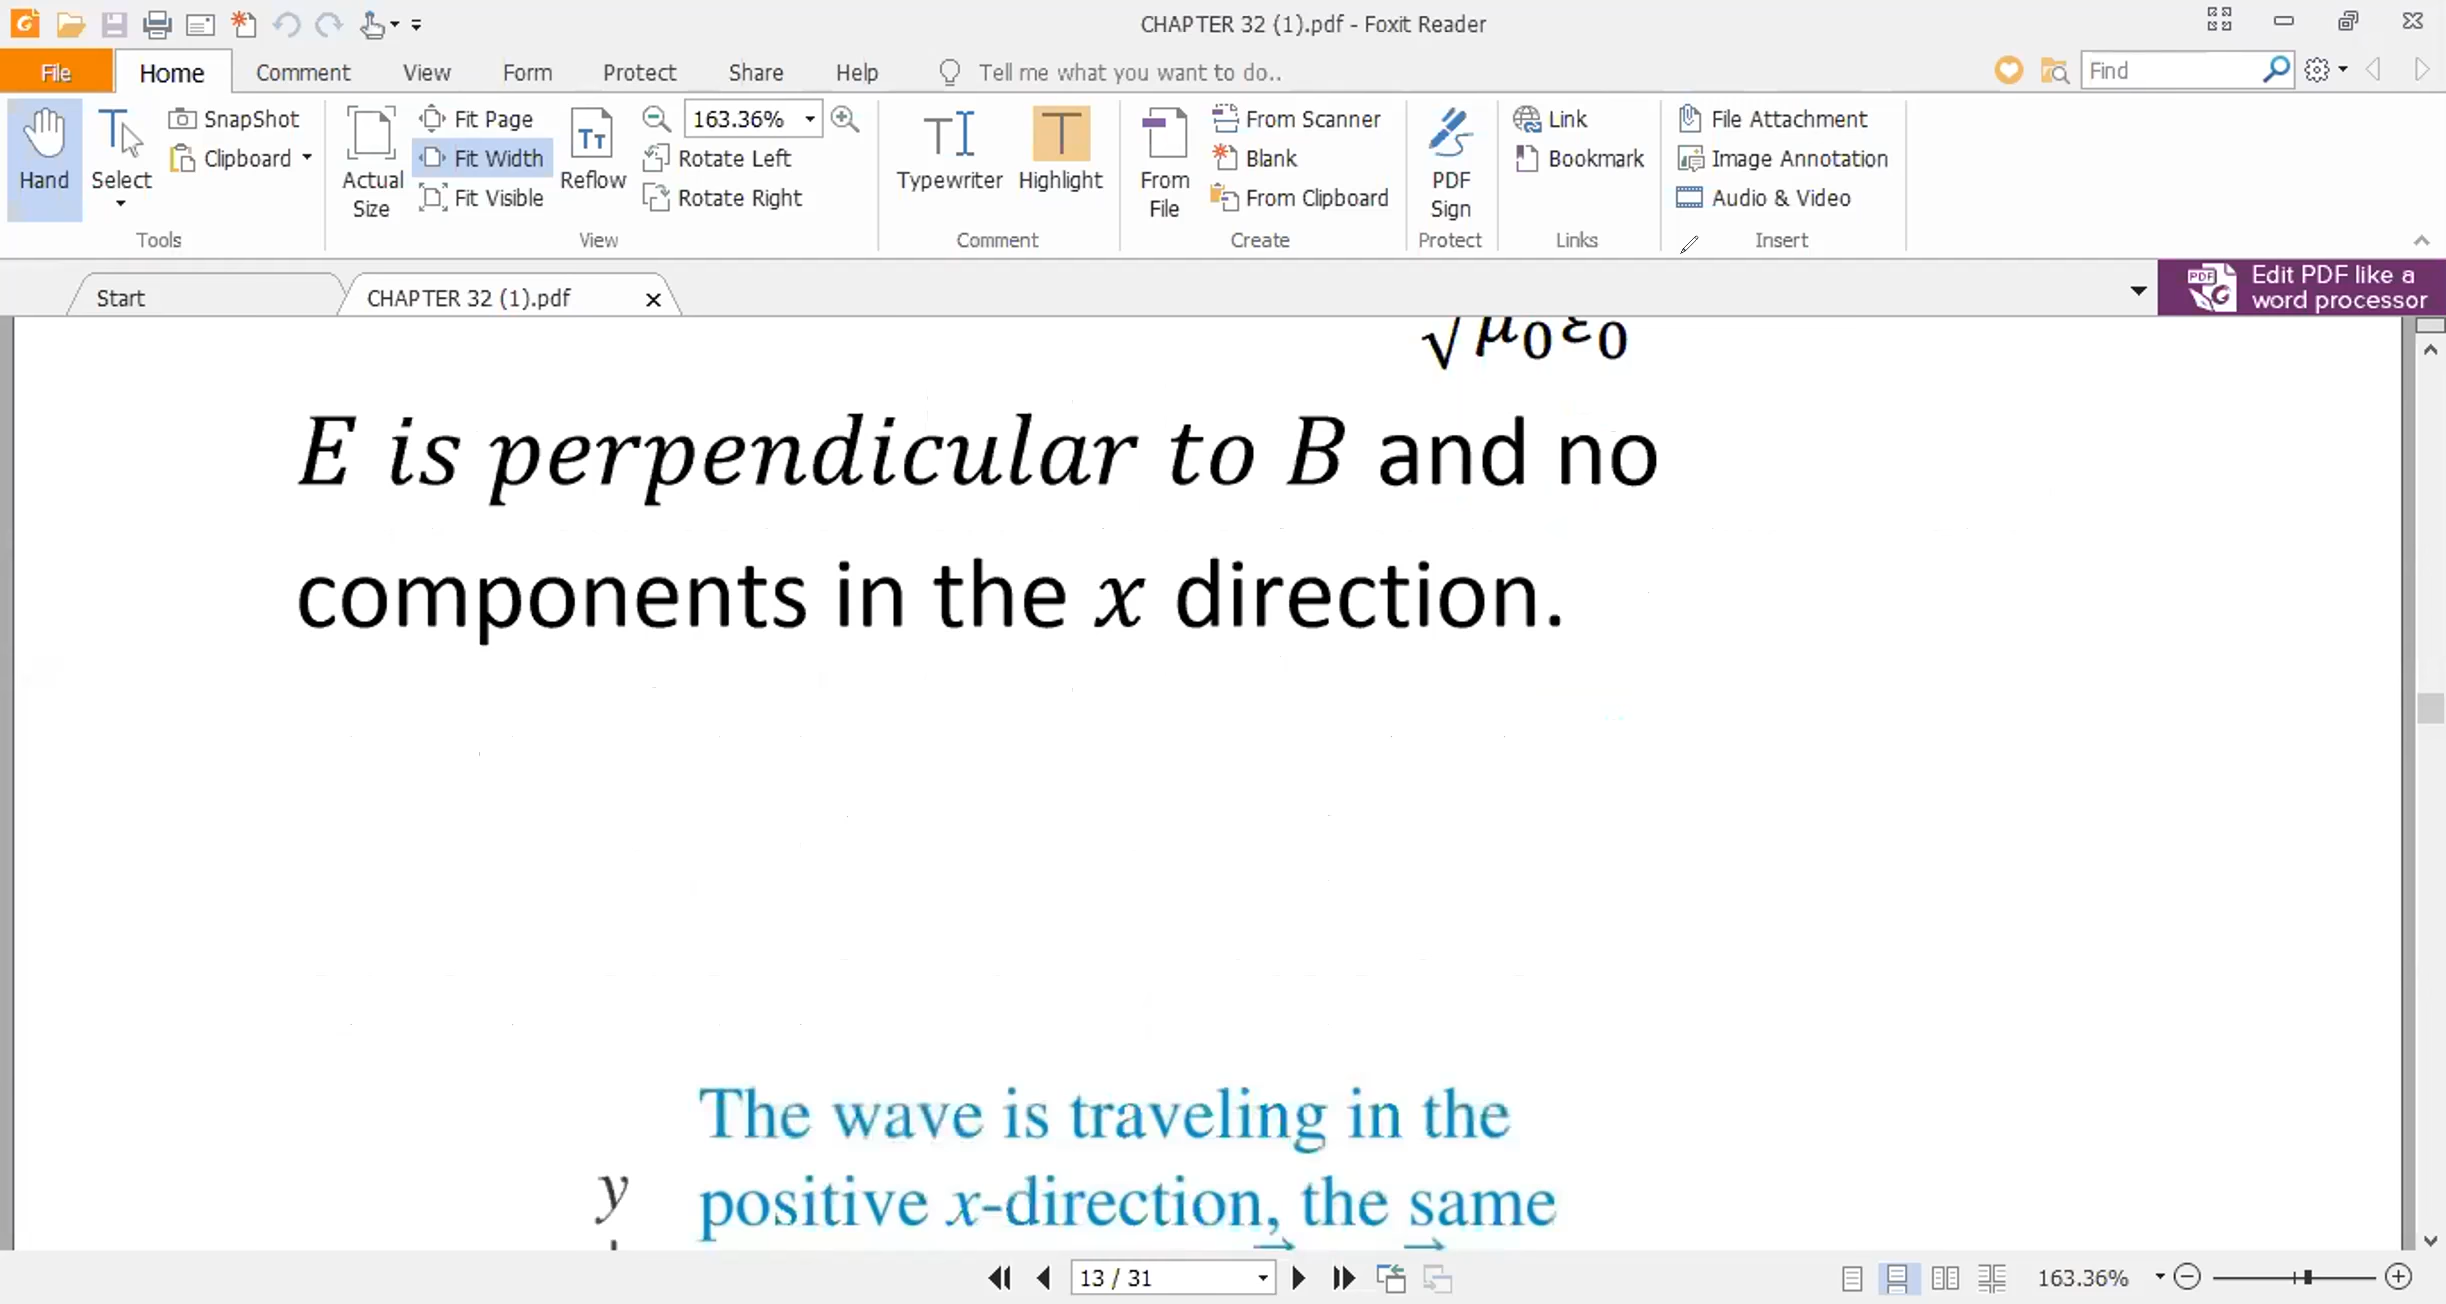 CHAPTER 32 (1).pdf - Foxit Reader
File Home Comment View Form Protect Share Help Tell me what you want to do.. Find
Hand Select SnapShot Clipboard Tools
Actual Size Fit Page Fit Width Fit Visible Reflow 163.36% Rotate Left Rotate Right View
Typewriter Highlight Comment
From File From Scanner Blank From Clipboard Create
PDF Sign Protect
Link Bookmark Links
File Attachment Image Annotation Audio & Video Insert
Start CHAPTER 32 (1).pdf
Edit PDF like a
word processor
√μ0ε0
E is perpendicular to B and no
components in the x direction.
The wave is traveling in the
y positive x-direction, the same
13 / 31 163.36%